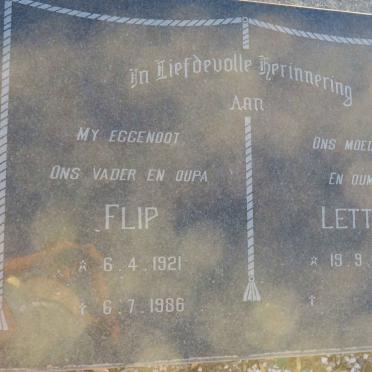 In Liefdevolle Herinnering
Aan
MY EGGENOOT
ONS VADER EN OUPA
FLIP
☆ 6.4.1921
✝ 6.7.1986
ONS MOED
EN OUM
LETT
☆ 19.9.
✝